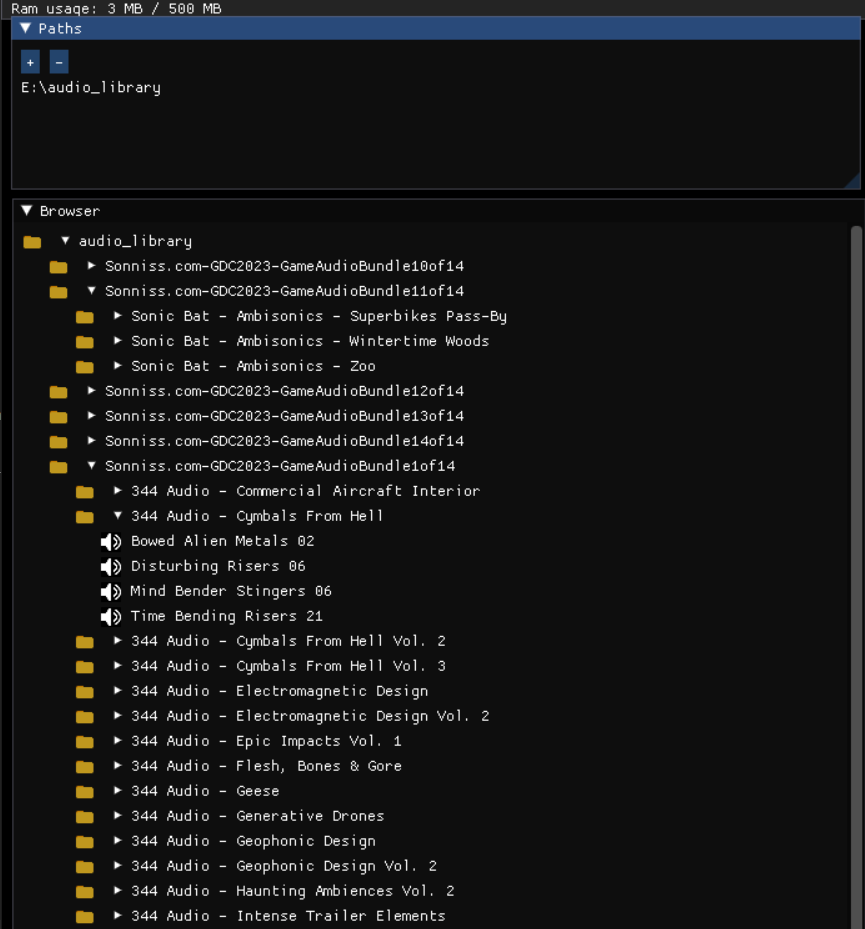 Ram usage: 3 MB / 500 MB
Paths
+ -
E:\audio_library
Browser
audio_library
Sonniss.com-GDC2023-GameAudioBundle10of14
Sonniss.com-GDC2023-GameAudioBundle11of14
Sonic Bat - Ambisonics - Superbikes Pass-By
Sonic Bat - Ambisonics - Wintertime Woods
Sonic Bat - Ambisonics - Zoo
Sonniss.com-GDC2023-GameAudioBundle12of14
Sonniss.com-GDC2023-GameAudioBundle13of14
Sonniss.com-GDC2023-GameAudioBundle14of14
Sonniss.com-GDC2023-GameAudioBundle1of14
344 Audio - Commercial Aircraft Interior
344 Audio - Cymbals From Hell
Bowed Alien Metals 02
Disturbing Risers 06
Mind Bender Stingers 06
Time Bending Risers 21
344 Audio - Cymbals From Hell Vol. 2
344 Audio - Cymbals From Hell Vol. 3
344 Audio - Electromagnetic Design
344 Audio - Electromagnetic Design Vol. 2
344 Audio - Epic Impacts Vol. 1
344 Audio - Flesh, Bones & Gore
344 Audio - Geese
344 Audio - Generative Drones
344 Audio - Geophonic Design
344 Audio - Geophonic Design Vol. 2
344 Audio - Haunting Ambiences Vol. 2
344 Audio - Intense Trailer Elements